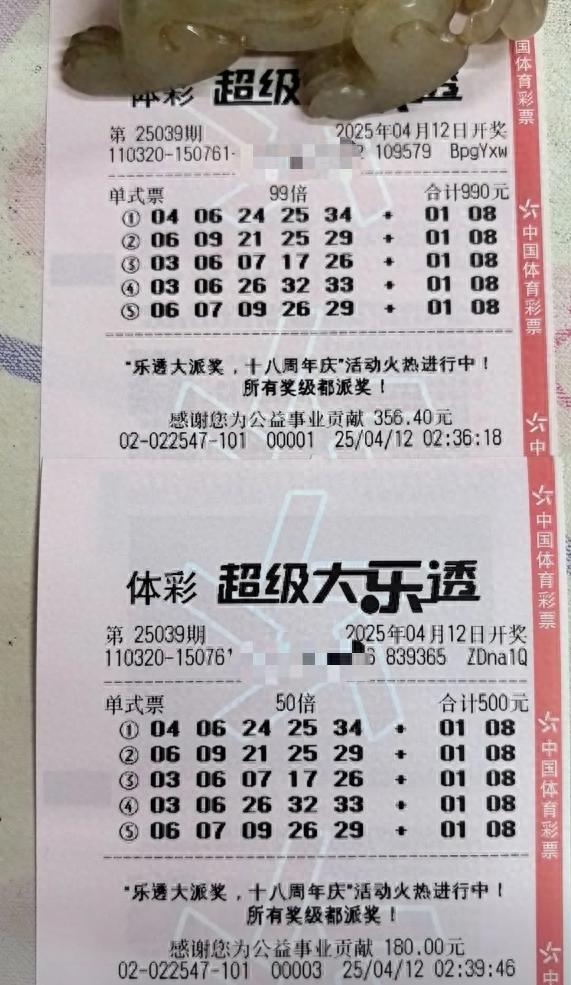 体彩 超级
第 25039期 2025年04月12日开奖
110320-150761- 109579 BpgYxw
单式票 99倍 合计990元
① 04 06 24 25 34 + 01 08
② 06 09 21 25 29 + 01 08
③ 03 06 07 17 26 + 01 08
④ 03 06 26 32 33 + 01 08
⑤ 06 07 09 26 29 + 01 08
“乐透大派奖，十八周年庆”活动火热进行中！
所有奖级都派奖！
感谢您为公益事业贡献 356.40元
02-022547-101 00001 25/04/12 02:36:18
国体育彩票
中国体育彩票
中
体彩 超级大乐透
第 25039期 2025年04月12日开奖
110320-15076 6 839365 ZDna1Q
单式票 50倍 合计500元
① 04 06 24 25 34 + 01 08
② 06 09 21 25 29 + 01 08
③ 03 06 07 17 26 + 01 08
④ 03 06 26 32 33 + 01 08
⑤ 06 07 09 26 29 + 01 08
“乐透大派奖，十八周年庆”活动火热进行中！
所有奖级都派奖！
感谢您为公益事业贡献 180.00元
02-022547-101 00003 25/04/12 02:39:46
中国体育彩票
中国体育彩票
中